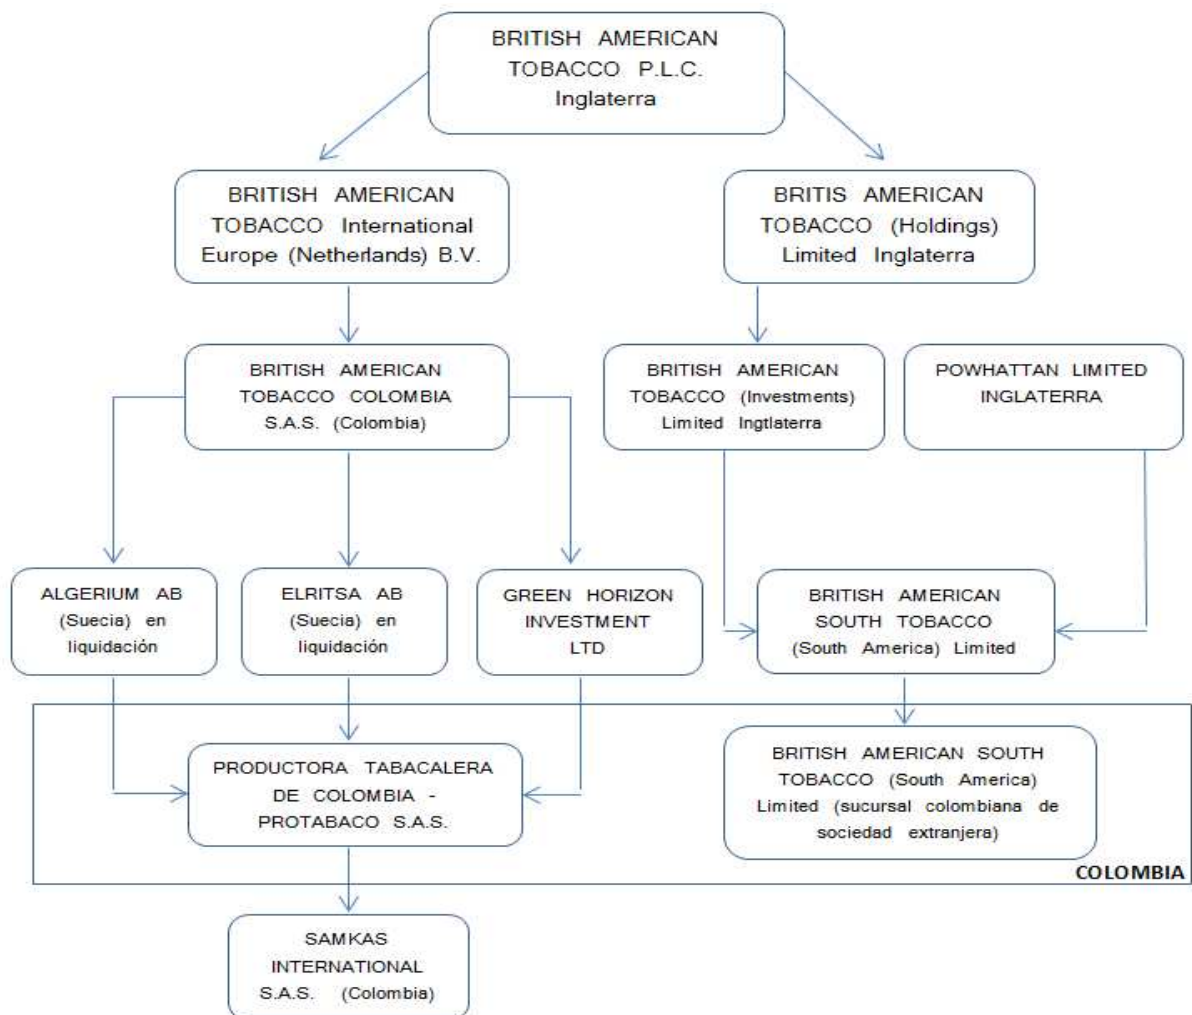 BRITISH AMERICAN
TOBACCO P.L.C.
Inglaterra
BRITISH AMERICAN
TOBACCO International
Europe (Netherlands) B.V.
BRITIS AMERICAN
TOBACCO (Holdings)
Limited Inglaterra
BRITISH AMERICAN
TOBACCO COLOMBIA
S.A.S. (Colombia)
BRITISH AMERICAN
TOBACCO (Investments)
Limited Ingtlaterra
POWHATTAN LIMITED
INGLATERRA
ALGERIUM AB
(Suecia) en
liquidación
ELRITSA AB
(Suecia) en
liquidación
GREEN HORIZON
INVESTMENT
LTD
BRITISH AMERICAN
SOUTH TOBACCO
(South America) Limited
PRODUCTORA TABACALERA
DE COLOMBIA -
PROTABACO S.A.S.
BRITISH AMERICAN SOUTH
TOBACCO (South America)
Limited (sucursal colombiana de
sociedad extranjera)
COLOMBIA
SAMKAS
INTERNATIONAL
S.A.S. (Colombia)